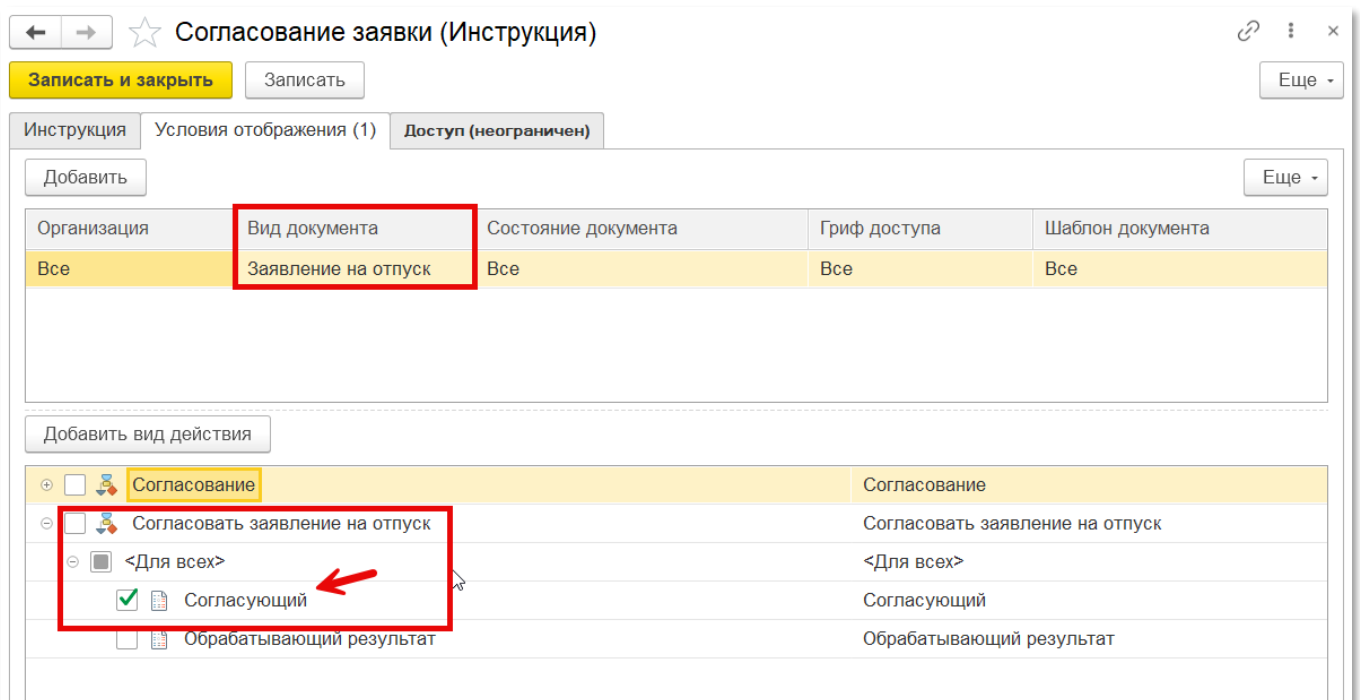 Согласование заявки (Инструкция)
Записать и закрыть Записать Еще
Инструкция Условия отображения (1) Доступ (неограничен)
Добавить Еще
Организация Вид документа Состояние документа Гриф доступа Шаблон документа
Все Заявление на отпуск Все Все Все
Добавить вид действия
Согласование Согласование
Согласовать заявление на отпуск Согласовать заявление на отпуск
<Для всех> <Для всех>
Согласующий Согласующий
Обрабатывающий результат Обрабатывающий результат